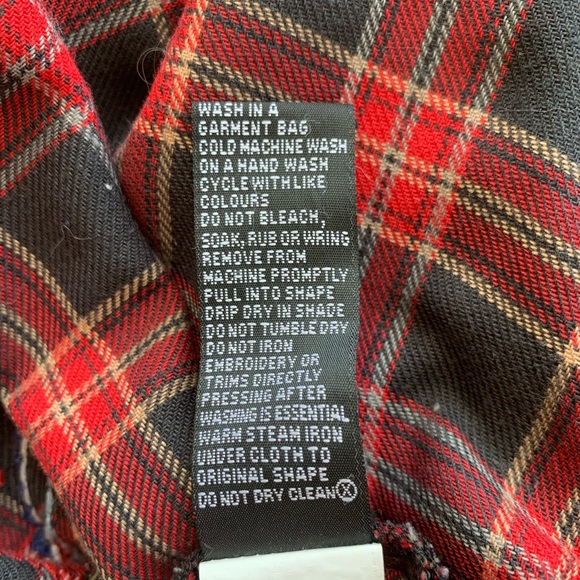 WASH IN A
GARMENT BAG
COLD MACHINE WASH
ON A HAND WASH
CYCLE WITH LIKE
COLOURS
DO NOT BLEACH,
SOAK, RUB OR WRING
REMOVE FROM
MACHINE PROMPTLY
PULL INTO SHAPE
DRIP DRY IN SHADE
DO NOT TUMBLE DRY
DO NOT IRON
EMBROIDERY OR
TRIMS DIRECTLY
PRESSING AFTER
WASHING IS ESSENTIAL
WARM STEAM IRON
UNDER CLOTH TO
ORIGINAL SHAPE
DO NOT DRY CLEAN Ⓧ